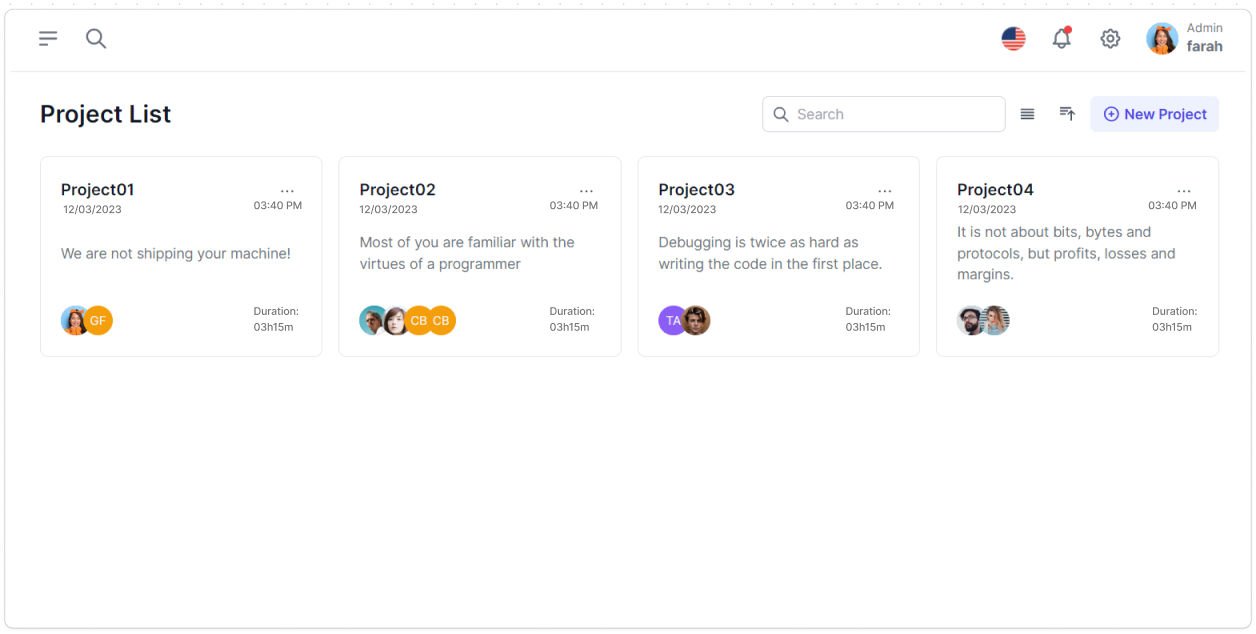 Admin
farah
Project List
Search
New Project
Project01
...
12/03/2023
03:40 PM
We are not shipping your machine!
GF
Duration:
03h15m
Project02
...
12/03/2023
03:40 PM
Most of you are familiar with the
virtues of a programmer
CB CB
Duration:
03h15m
Project03
...
12/03/2023
03:40 PM
Debugging is twice as hard as
writing the code in the first place.
TA
Duration:
03h15m
Project04
...
12/03/2023
03:40 PM
It is not about bits, bytes and
protocols, but profits, losses and
margins.
Duration:
03h15m